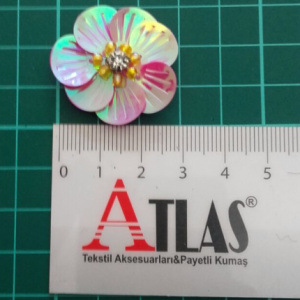 0 1 2 3 4 5
ATLAS®
Tekstil Aksesuarları&Payetli Kumaş